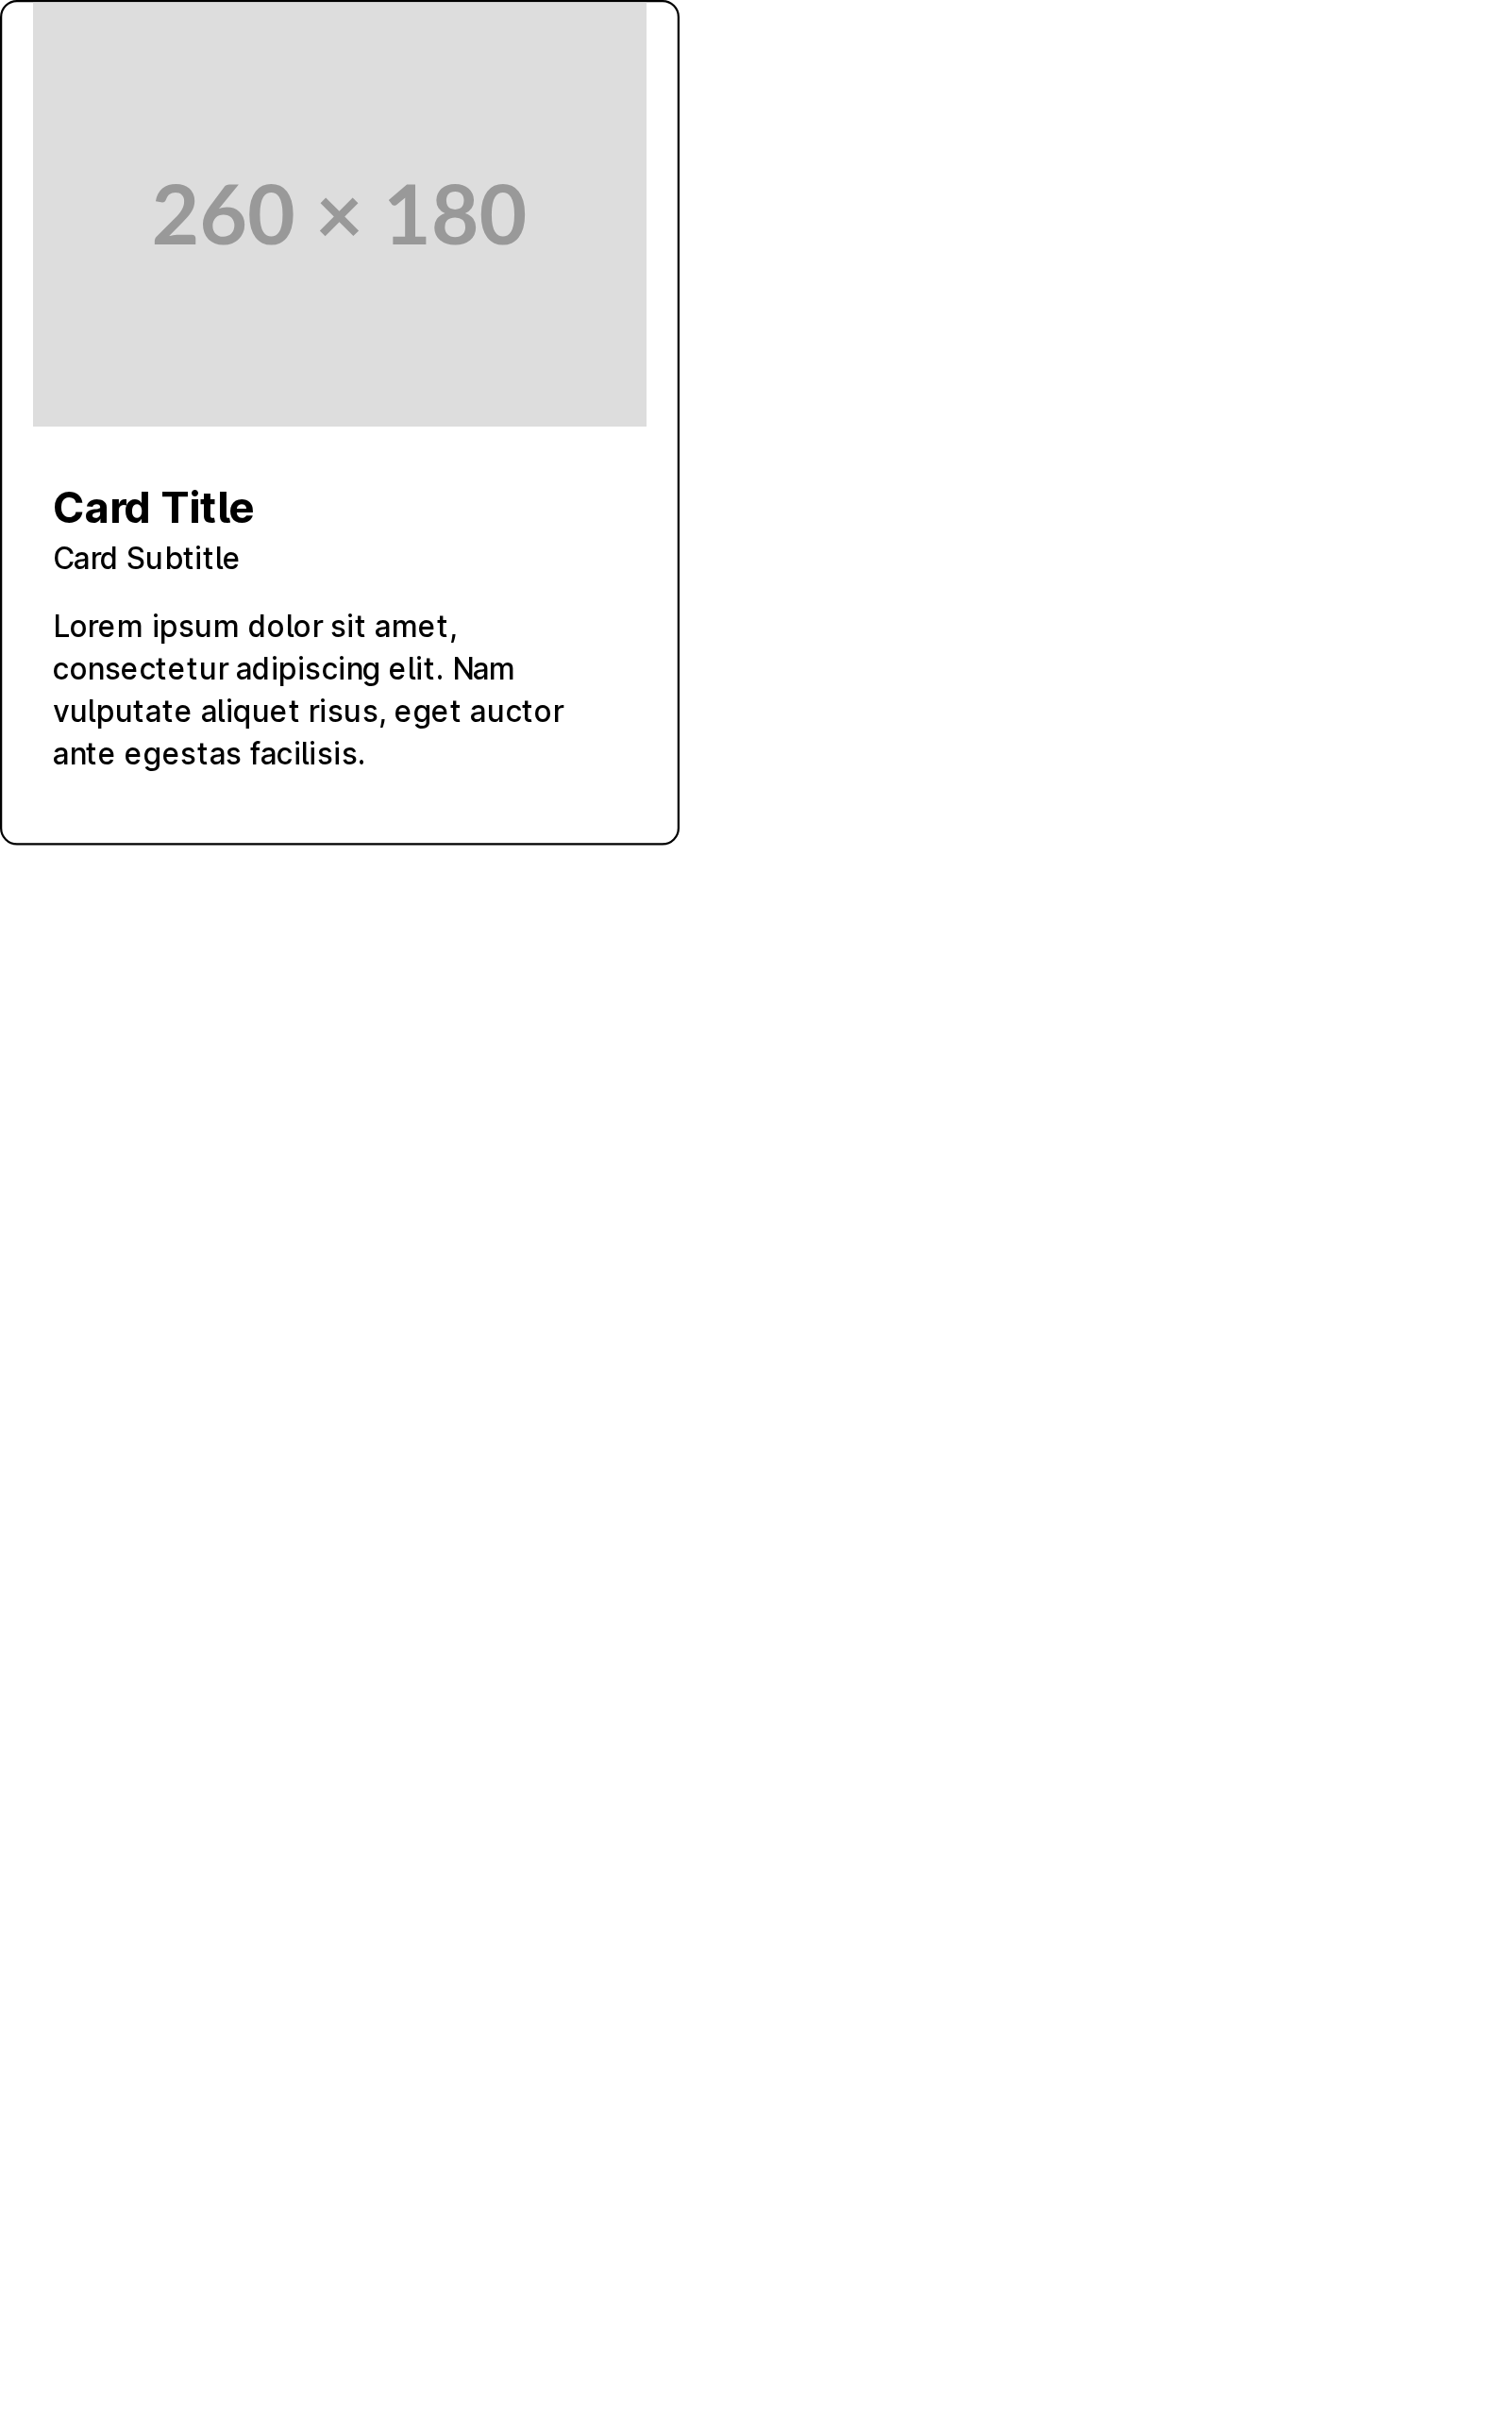 260 × 180
Card Title
Card Subtitle
Lorem ipsum dolor sit amet,
consectetur adipiscing elit. Nam
vulputate aliquet risus, eget auctor
ante egestas facilisis.